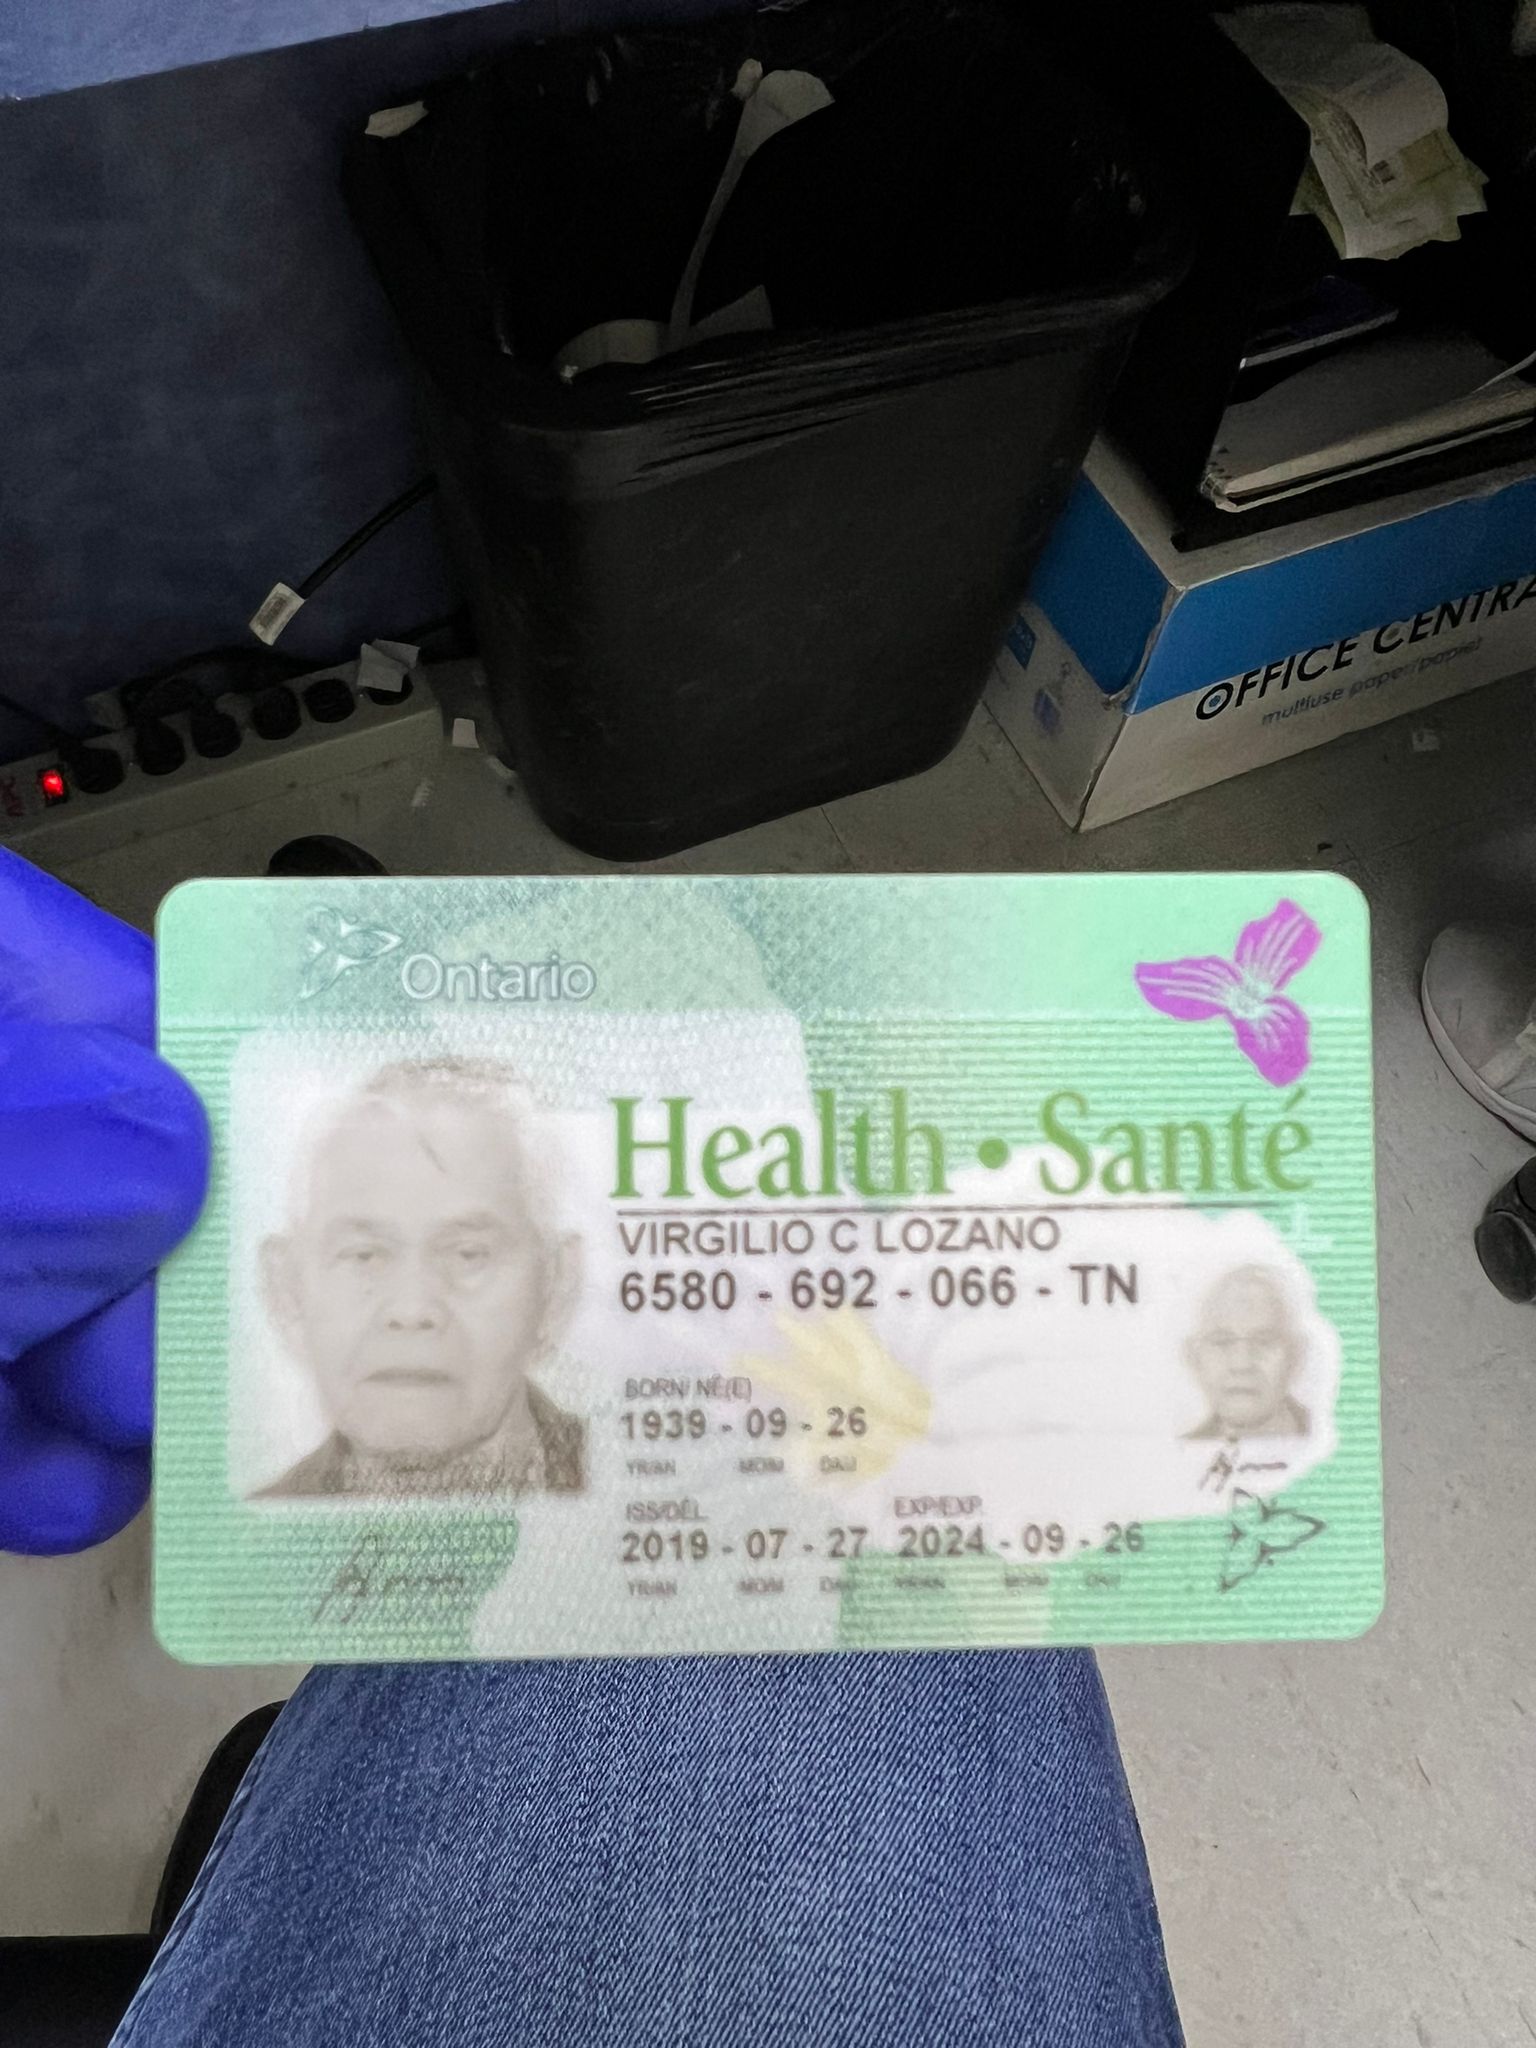 OFFICE CENTRA
multiuse paper/papier
Ontario
Health • Santé
VIRGILIO C LOZANO
6580 - 692 - 066 - TN
BORN/ NÉ(E)
1939 - 09 - 26
YR/AN MO/M DA/J
ISS/DÉL EXP/EXP
2019 - 07 - 27 2024 - 09 - 26
YR/AN MO/M DA/J YR/AN MO/M DA/J